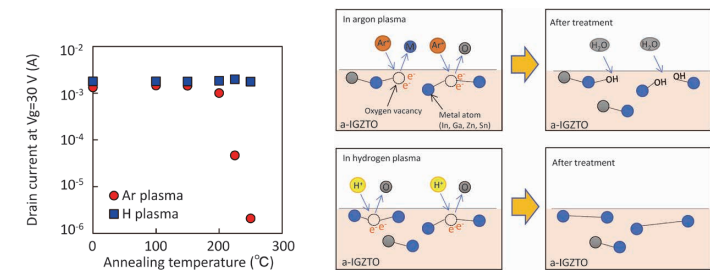 Drain current at Vg=30 V (A)
10-2
10-3
10-4
10-5
10-6
Ar plasma
H plasma
0
100
200
300
Annealing temperature (℃)
In argon plasma
Ar+
M
Ar+
O
e-
e-
e-
e-
Oxygen vacancy
Metal atom
(In, Ga, Zn, Sn)
a-IGZTO
After treatment
H2O
H2O
OH
OH
OH
a-IGZTO
In hydrogen plasma
H+
O
H+
O
e-
e-
e-
e-
a-IGZTO
After treatment
a-IGZTO